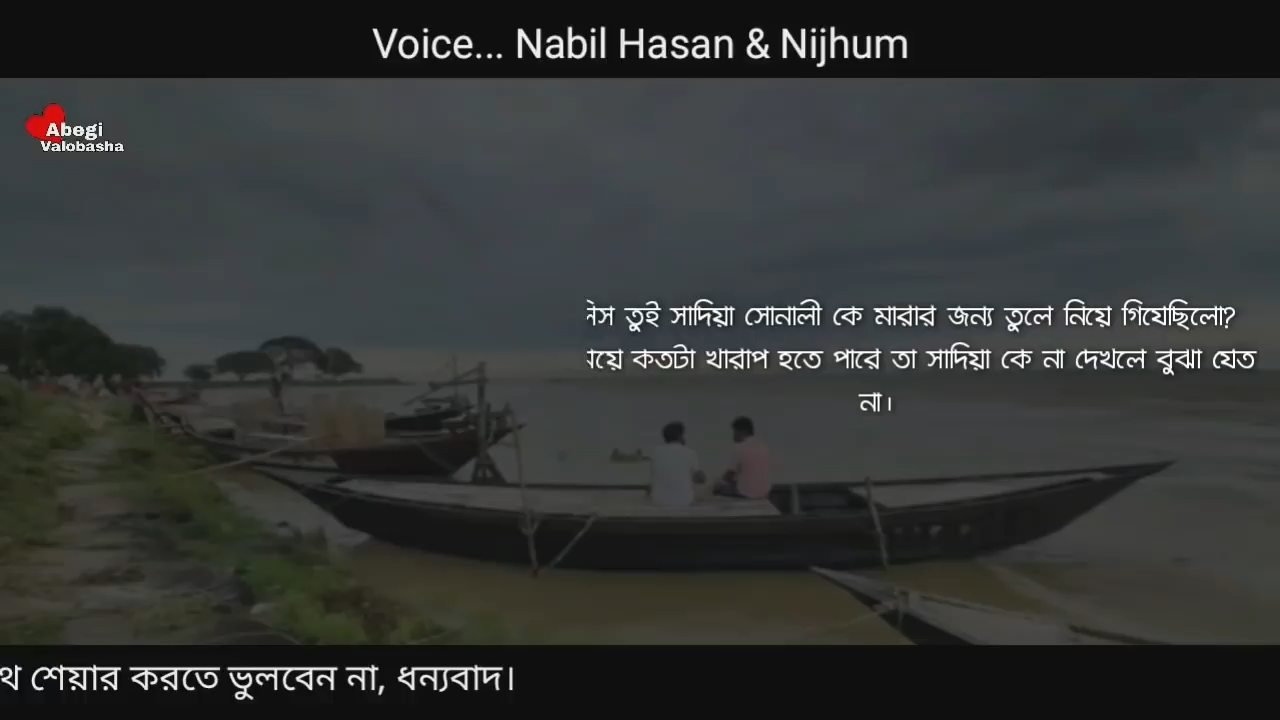 Voice... Nabil Hasan & Nijhum
Abegi
Valobasha
তুই সাদিয়া সোনালী কে মারার জন্য তুলে নিয়ে গিযেছিলো?
কতটা খারাপ হতে পারে তা সাদিয়া কে না দেখলে বুঝা যেত
না।
শেয়ার করতে ভুলবেন না, ধন্যবাদ।